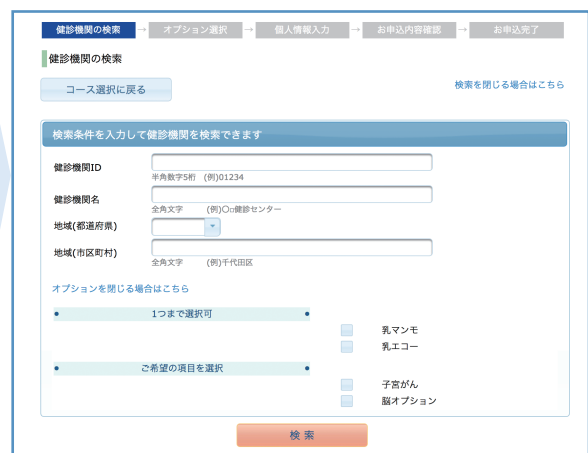 健診機関の検索 → オプション選択 → 個人情報入力 → お申込内容確認 → お申込完了
健診機関の検索
コース選択に戻る
検索を閉じる場合はこちら
検索条件を入力して健診機関を検索できます
健診機関ID
半角数字5桁 (例)01234
健診機関名
全角文字 (例)〇▫健診センター
地域(都道府県)
地域(市区町村)
全角文字 (例)千代田区
オプションを閉じる場合はこちら
● 1つまで選択可 ●
乳マンモ
乳エコー
● ご希望の項目を選択 ●
子宮がん
脳オプション
検 索